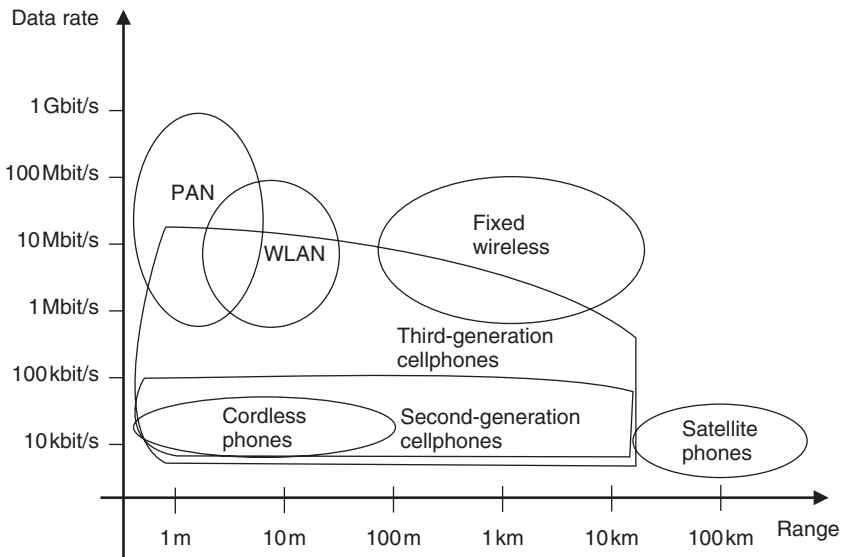 Data rate
1 Gbit/s
100 Mbit/s
10 Mbit/s
1 Mbit/s
100 kbit/s
10 kbit/s
PAN
WLAN
Fixed
wireless
Third-generation
cellphones
Cordless
phones
Second-generation
cellphones
Satellite
phones
1 m
10 m
100 m
1 km
10 km
100 km
Range